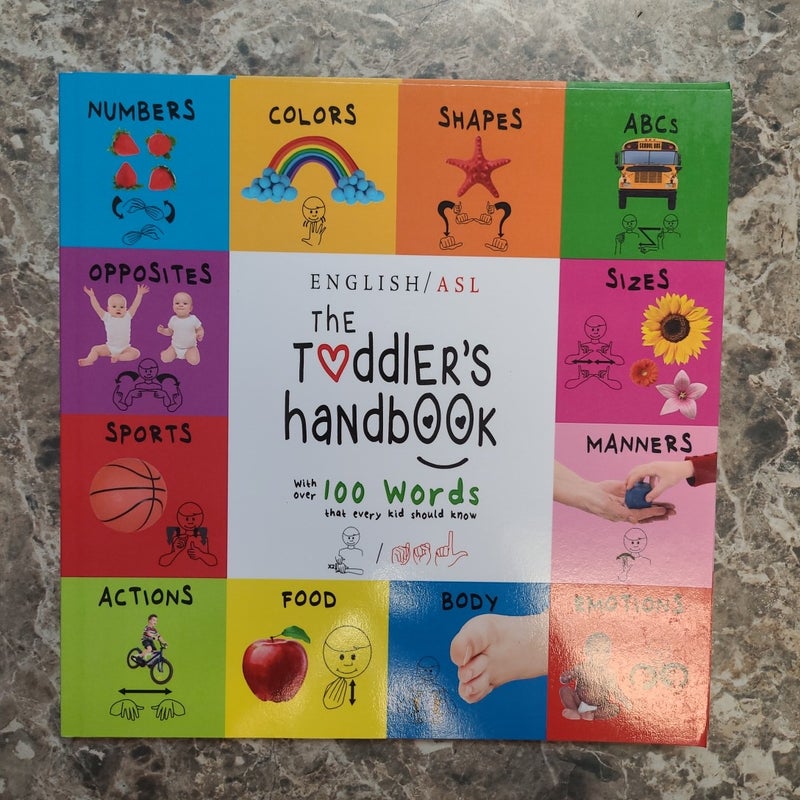 NUMBERS
COLORS
SHAPES
ABCs
SCHOOL BUS
OPPOSITES
ENGLISH/ASL
SIZES
THE
TODDLER'S
HANDBOOK
SPORTS
MANNERS
With over 100 Words
that every kid should know
x2
/
ACTIONS
FOOD
BODY
EMOTIONS